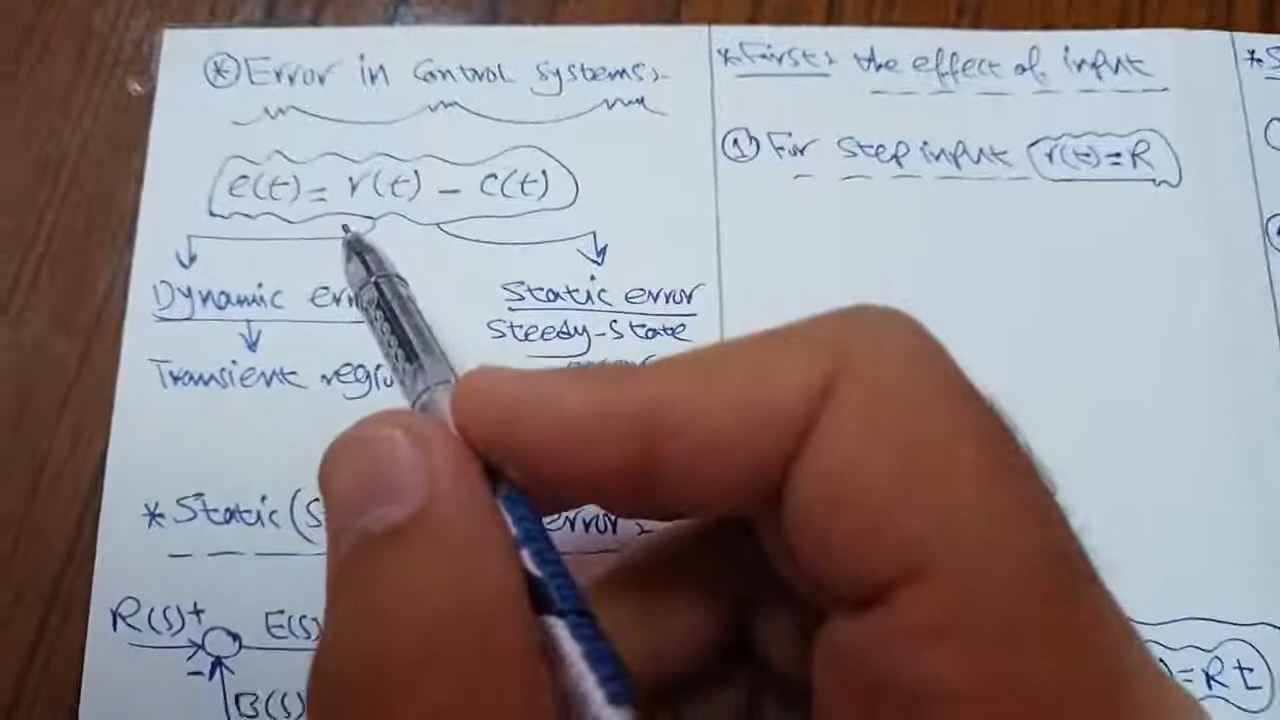 * Error in Control Systems:-
e(t) = r(t) - c(t)
Dynamic
Static error
Steedy-State
Transient
* Static (S error:-
R(s) +
E(s)
-
B(s)
* First: the effect of input
① For step input r(t)=R
=Rt